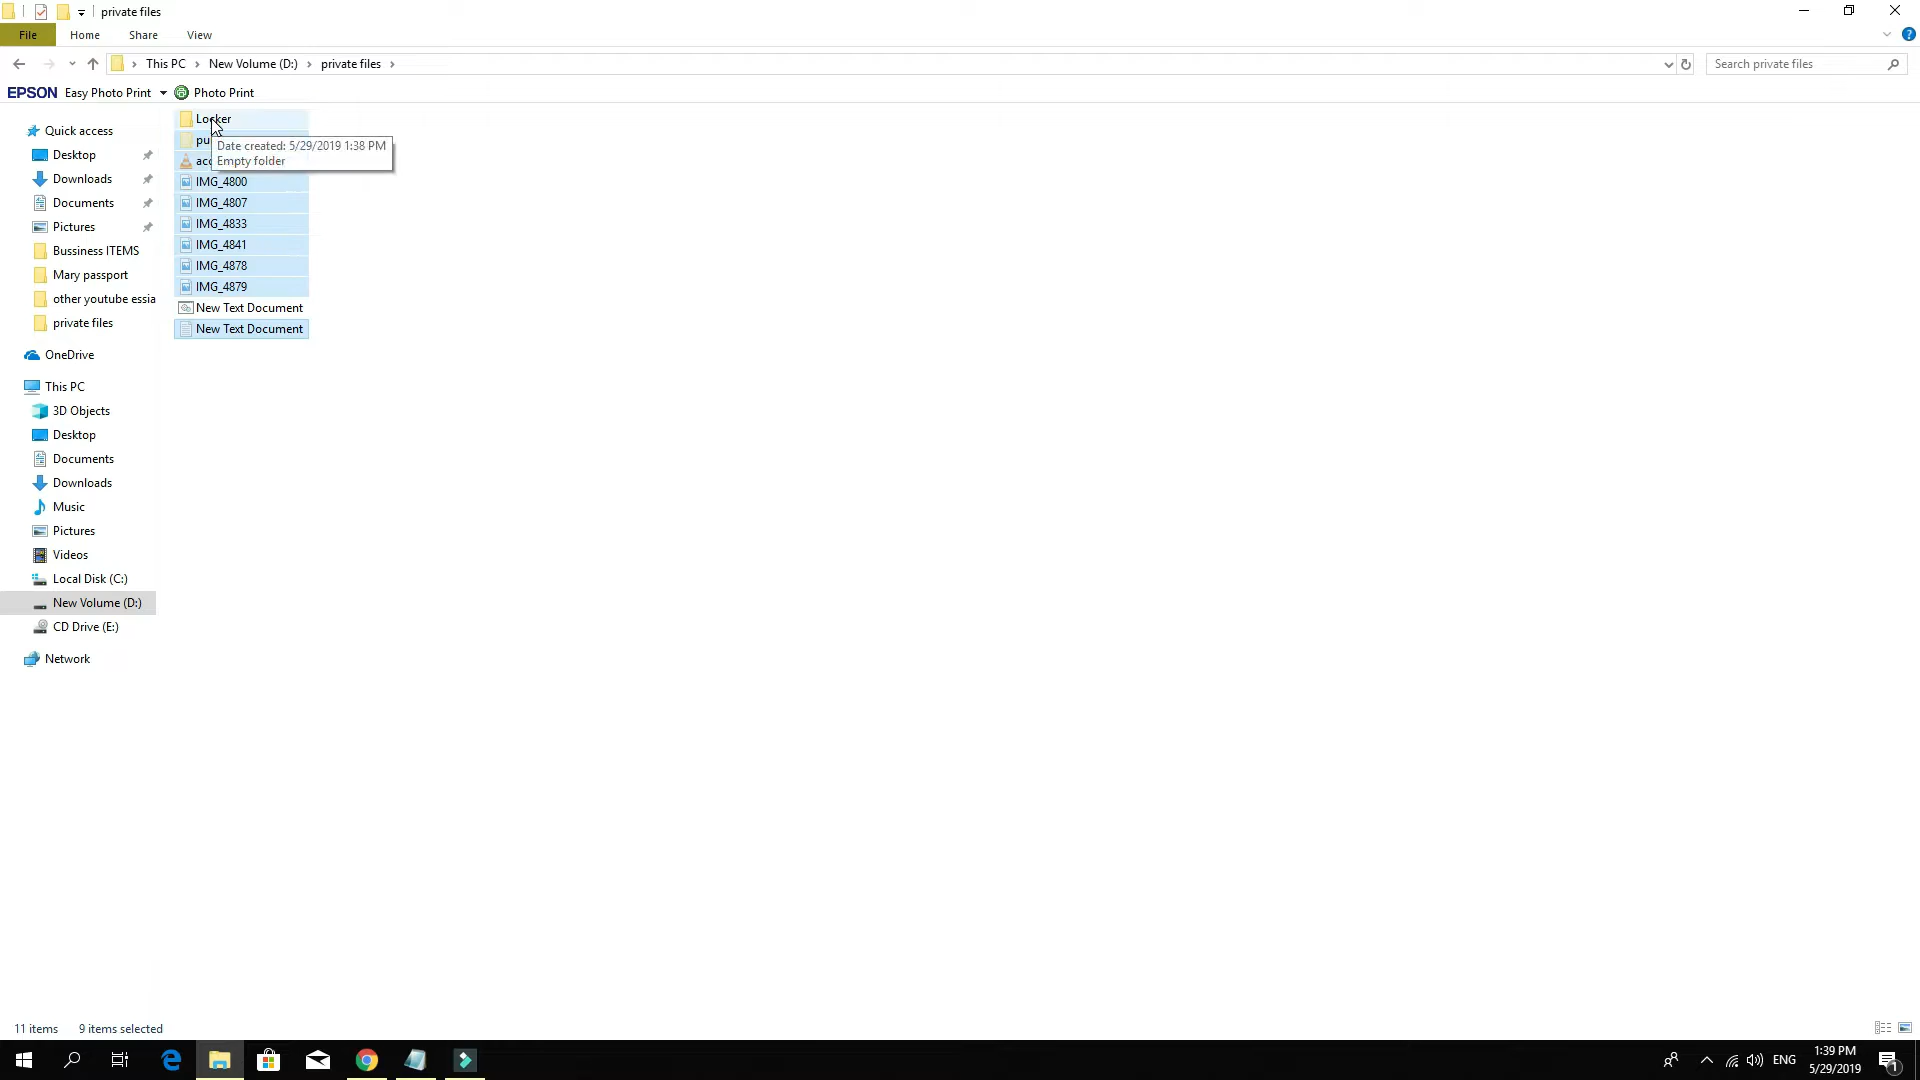 private files
File Home Share View
This PC New Volume (D:) private files
Search private files
EPSON Easy Photo Print Photo Print
Quick access
Desktop
Downloads
Documents
Pictures
Bussiness ITEMS
Mary passport
other youtube essia
private files
OneDrive
This PC
3D Objects
Desktop
Documents
Downloads
Music
Pictures
Videos
Local Disk (C:)
New Volume (D:)
CD Drive (E:)
Network
Locker
pu
acc
Date created: 5/29/2019 1:38 PM
Empty folder
IMG_4800
IMG_4807
IMG_4833
IMG_4841
IMG_4878
IMG_4879
New Text Document
New Text Document
11 items 9 items selected
ENG
1:39 PM
5/29/2019
1